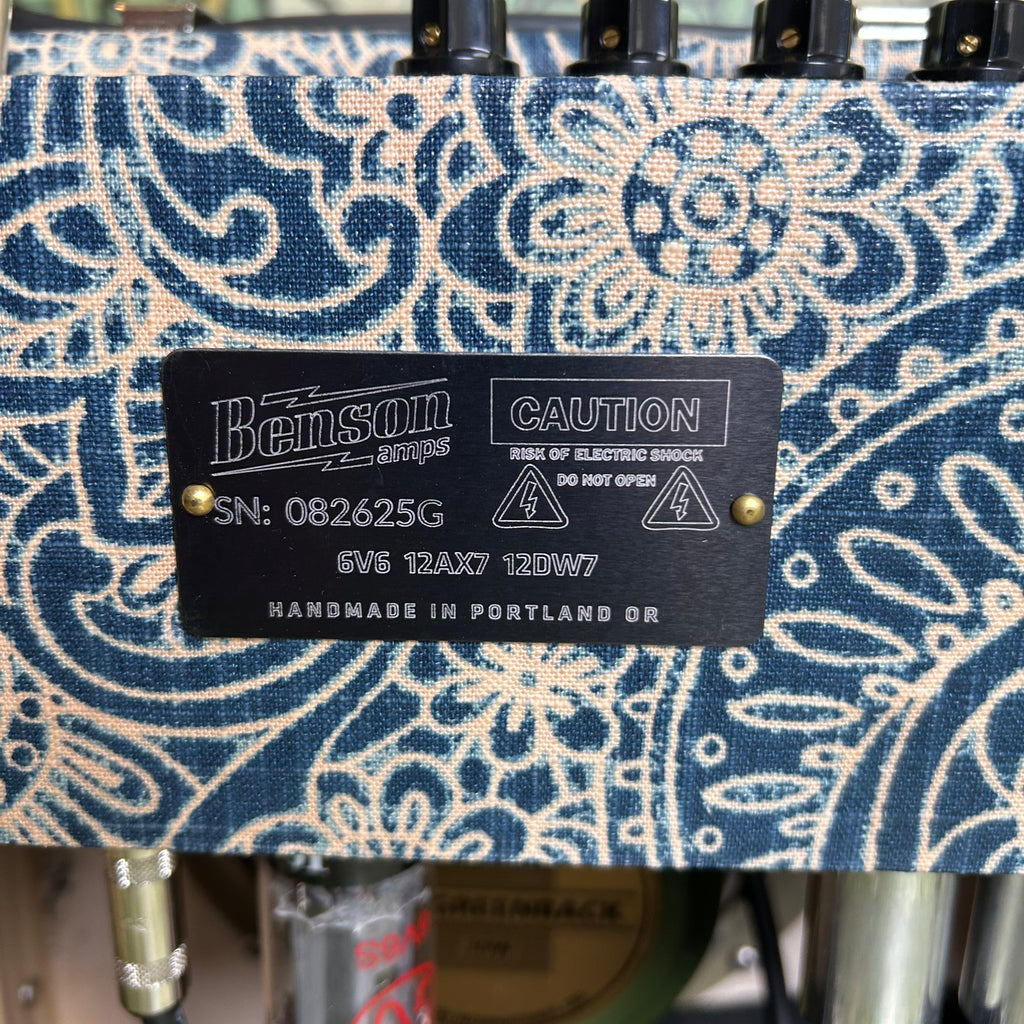 Benson
amps
CAUTION
RISK OF ELECTRIC SHOCK
DO NOT OPEN
SN: 082625G
6V6 12AX7 12DW7
HANDMADE IN PORTLAND OR
GREENBACK
6V6S